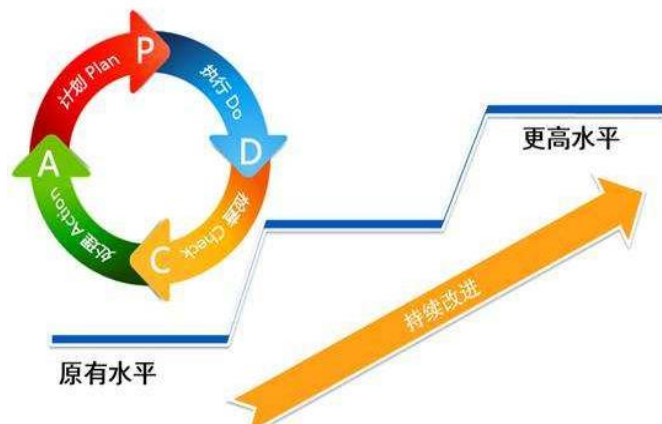 P
计划 Plan
执行 Do
D
A
处理 Action
检查 Check
C
更高水平
持续改进
原有水平